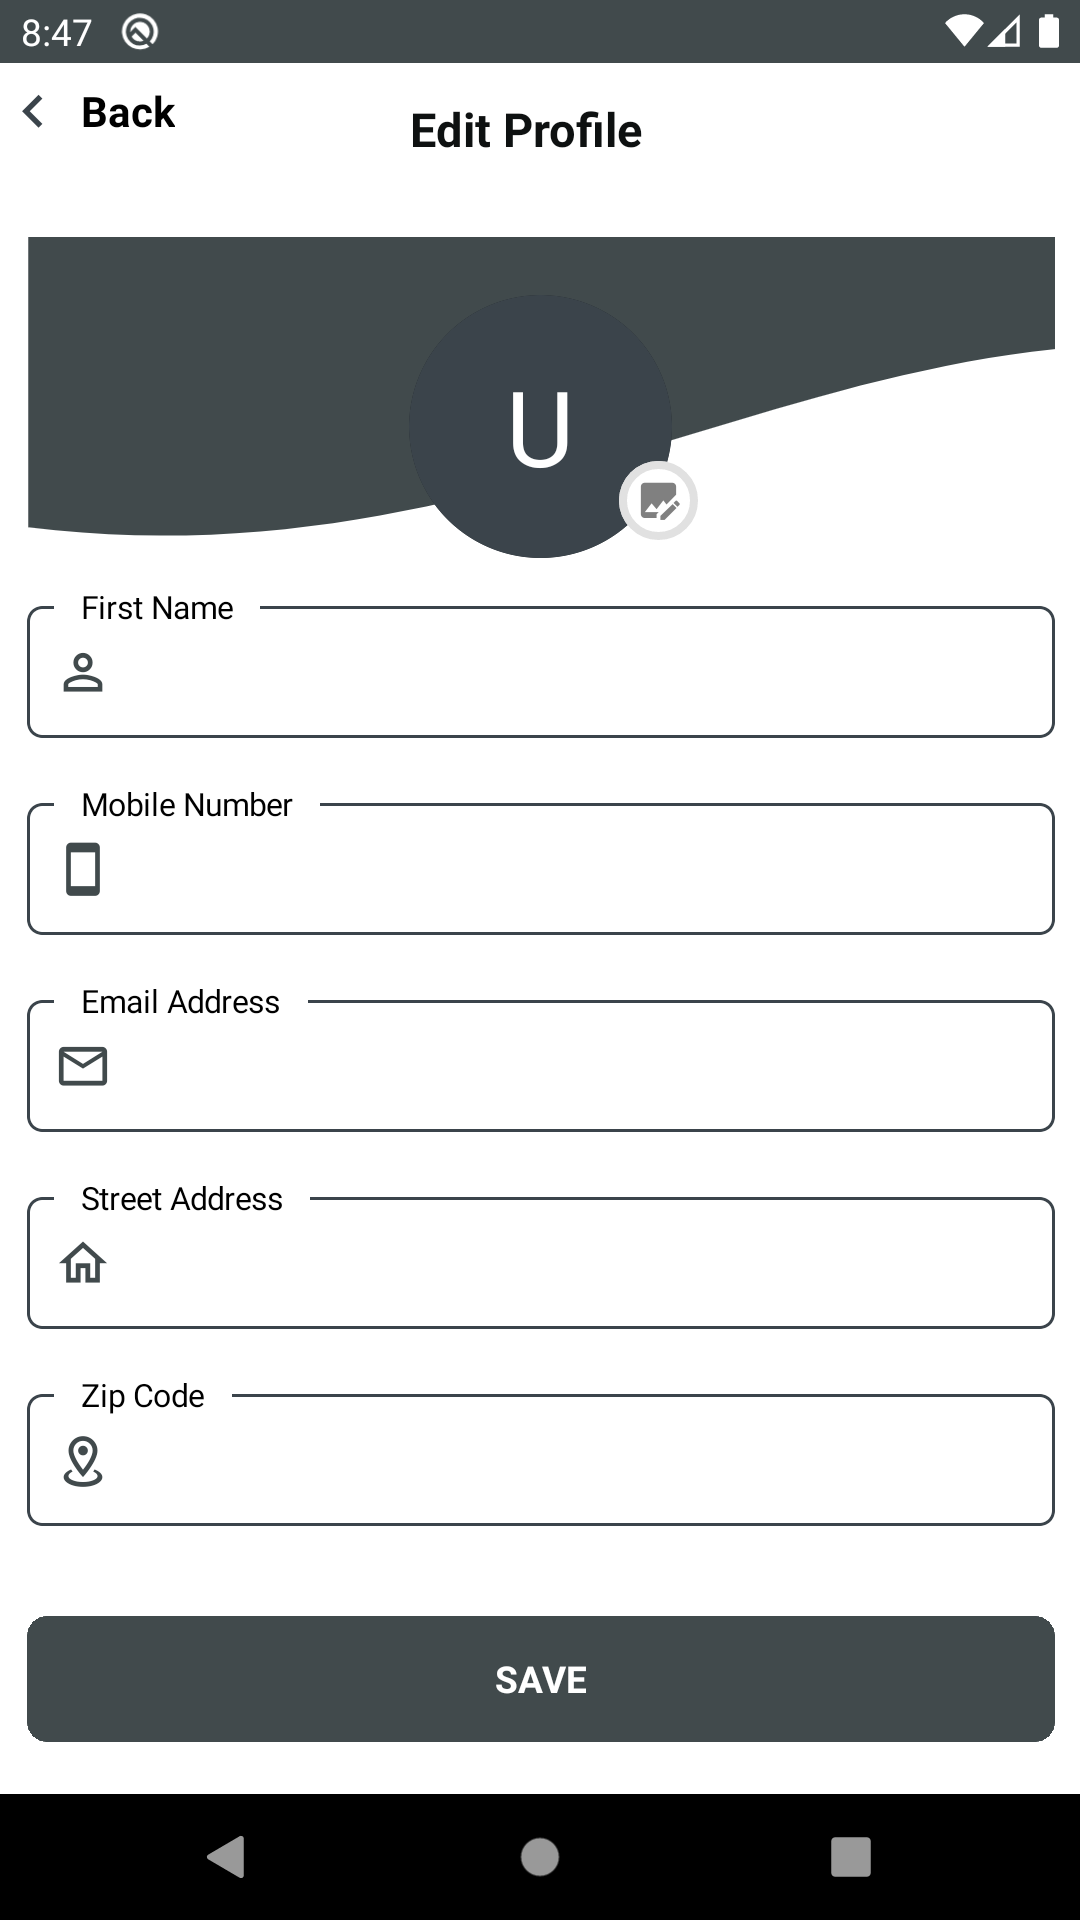 8:47
Back
Edit Profile
U
First Name
Mobile Number
Email Address
Street Address
Zip Code
SAVE